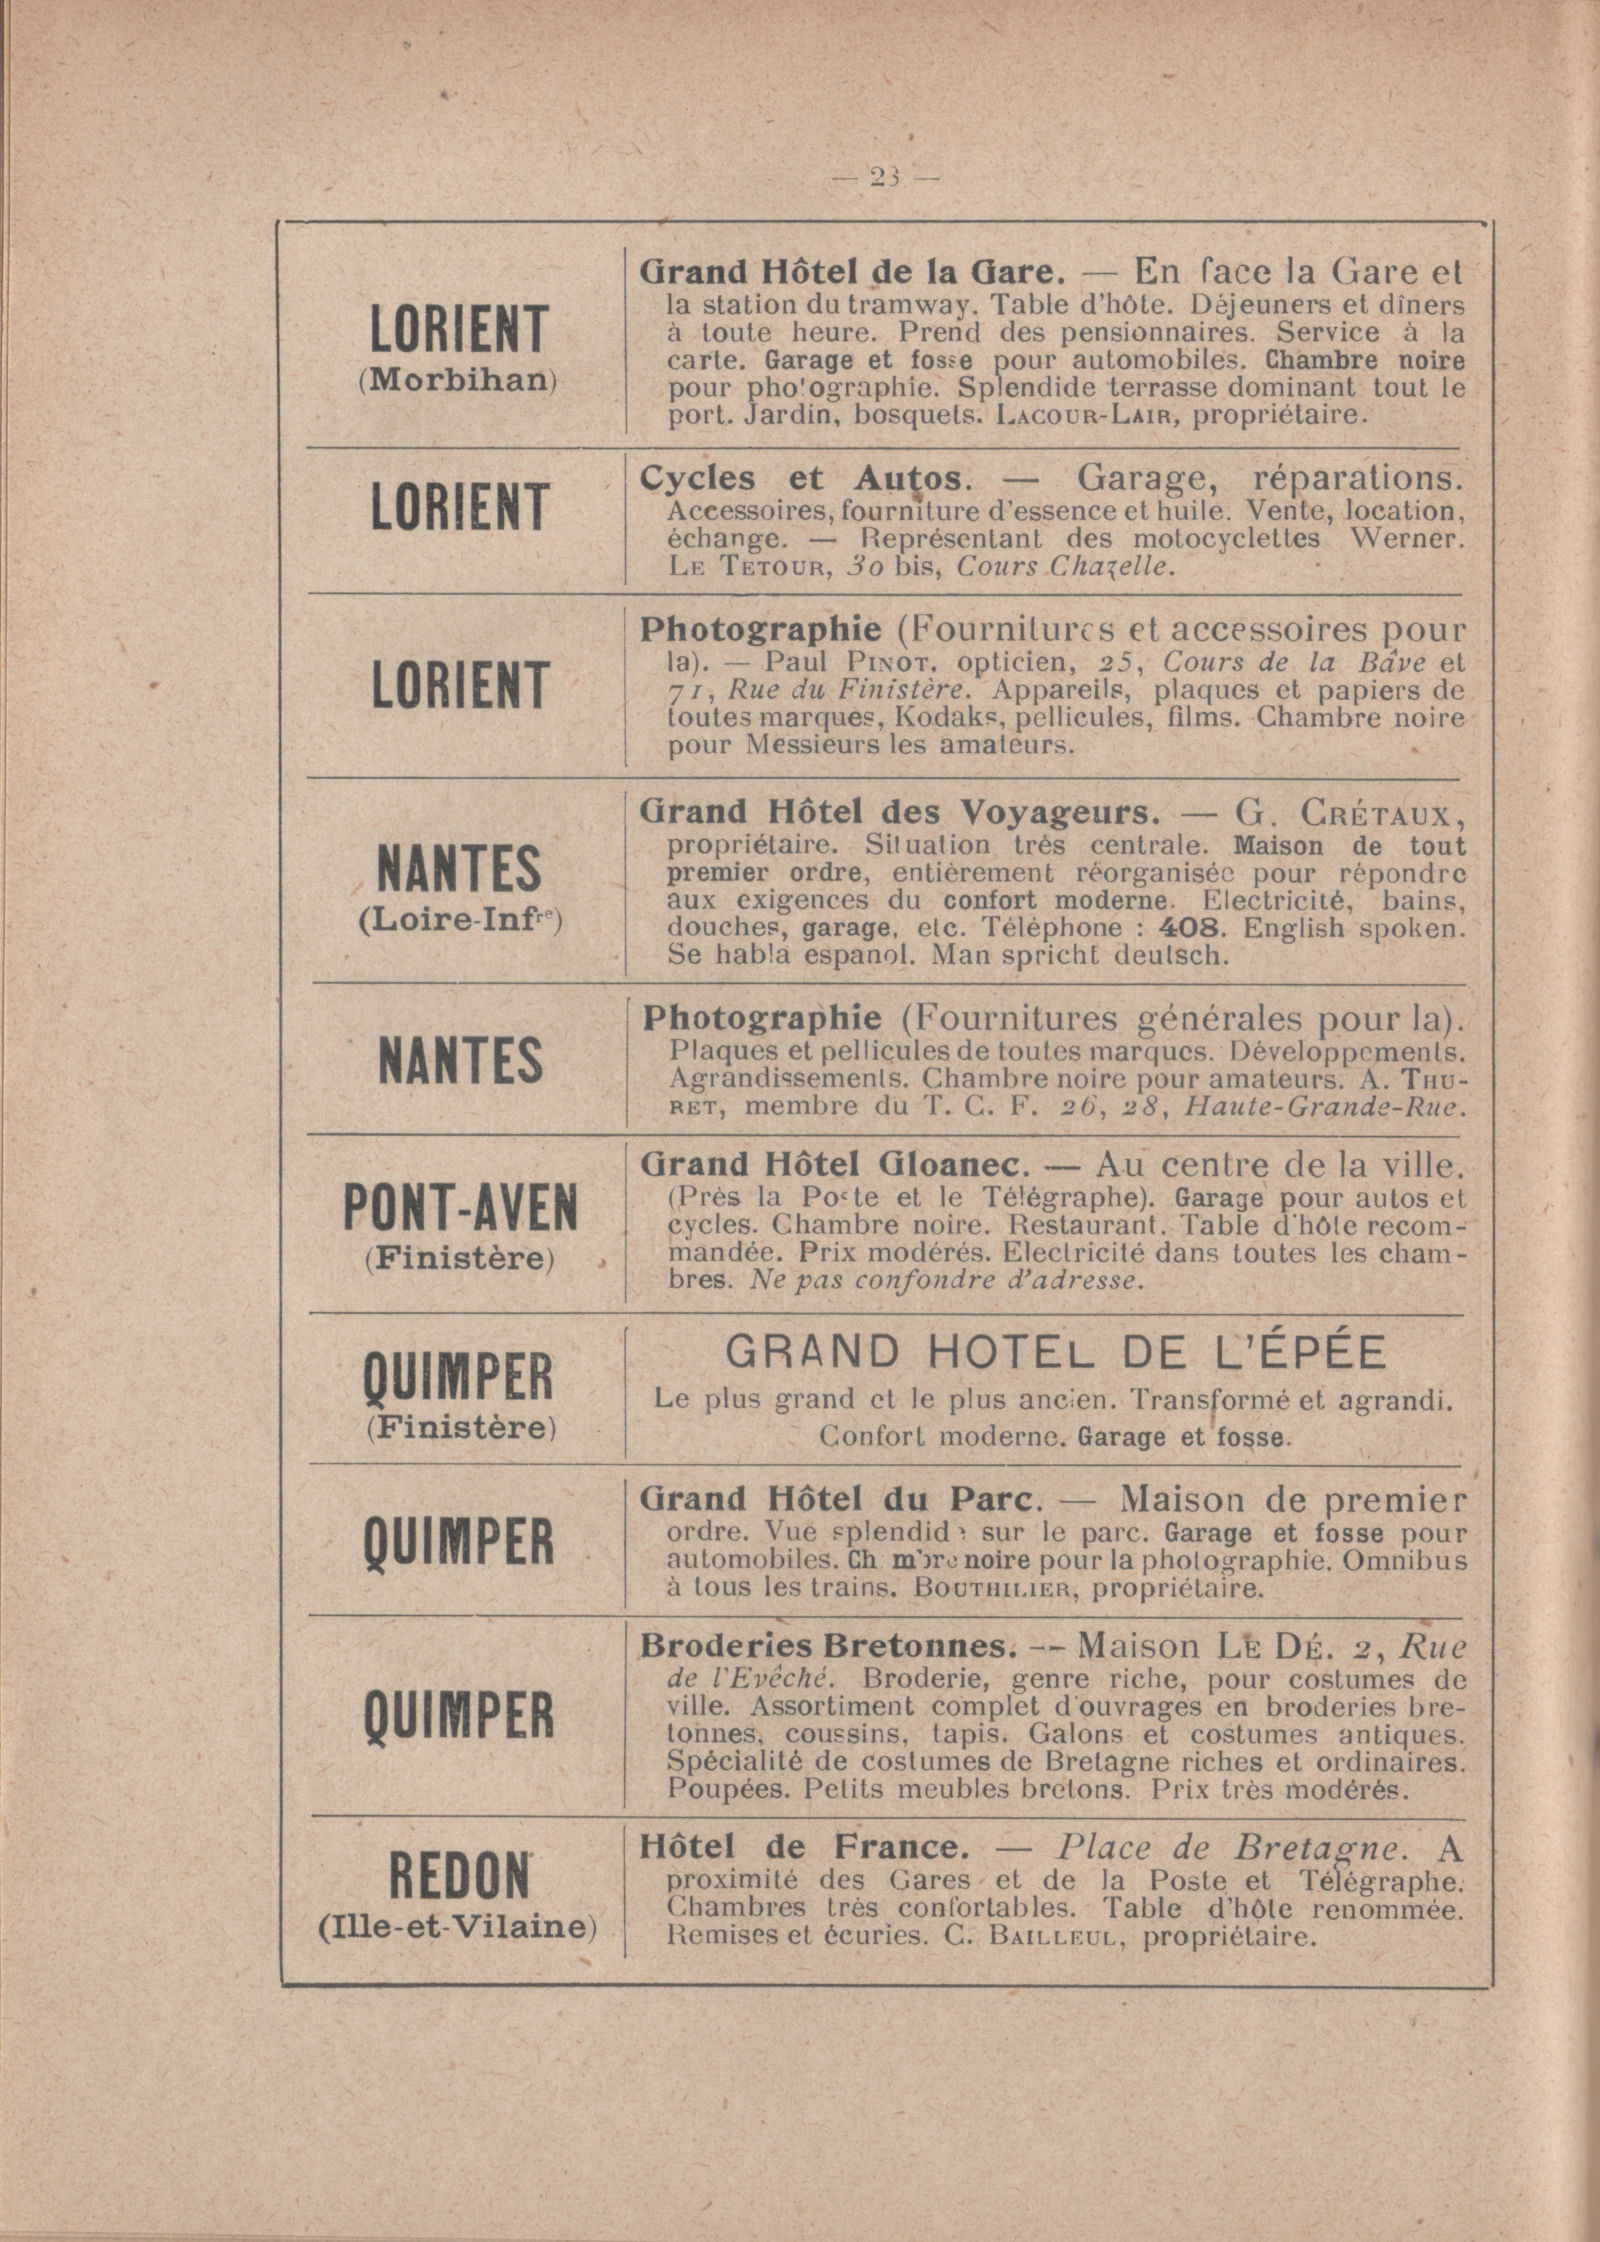 — 23 —
LORIENT
(Morbihan)
Grand Hôtel de la Gare. — En face la Gare et
la station du tramway. Table d'hôte. Déjeuners et dîners
à toute heure. Prend des pensionnaires. Service à la
carte. Garage et fosse pour automobiles. Chambre noire
pour photographie. Splendide terrasse dominant tout le
port. Jardin, bosquets. LACOUR-LAIR, propriétaire.
LORIENT
Cycles et Autos. — Garage, réparations.
Accessoires, fourniture d'essence et huile. Vente, location,
échange. — Représentant des motocyclettes Werner.
LE TETOUR, 30 bis, Cours Chazelle.
LORIENT
Photographie (Fournitures et accessoires pour
la). — Paul PINOT, opticien, 25, Cours de la Bâve et
71, Rue du Finistère. Appareils, plaques et papiers de
toutes marques, Kodaks, pellicules, films. Chambre noire
pour Messieurs les amateurs.
NANTES
(Loire-Infre)
Grand Hôtel des Voyageurs. — G. CRÉTAUX,
propriétaire. Situation très centrale. Maison de tout
premier ordre, entièrement réorganisée pour répondre
aux exigences du confort moderne. Electricité, bains,
douches, garage, etc. Téléphone : 408. English spoken.
Se habla espanol. Man spricht deutsch.
NANTES
Photographie (Fournitures générales pour la).
Plaques et pellicules de toutes marques. Développements.
Agrandissements. Chambre noire pour amateurs. A. THU-
RET, membre du T. C. F. 26, 28, Haute-Grande-Rue.
PONT-AVEN
(Finistère)
Grand Hôtel Gloanec. — Au centre de la ville.
(Près la Poste et le Télégraphe). Garage pour autos et
cycles. Chambre noire. Restaurant. Table d'hôte recom-
mandée. Prix modérés. Electricité dans toutes les cham-
bres. Ne pas confondre d'adresse.
QUIMPER
(Finistère)
GRAND HOTEL DE L'ÉPÉE
Le plus grand et le plus ancien. Transformé et agrandi.
Confort moderne. Garage et fosse.
QUIMPER
Grand Hôtel du Parc. — Maison de premier
ordre. Vue splendide sur le parc. Garage et fosse pour
automobiles. Chambre noire pour la photographie. Omnibus
à tous les trains. BOUTHILIER, propriétaire.
QUIMPER
Broderies Bretonnes. — Maison LE DÉ. 2, Rue
de l'Evêché. Broderie, genre riche, pour costumes de
ville. Assortiment complet d'ouvrages en broderies bre-
tonnes, coussins, tapis. Galons et costumes antiques.
Spécialité de costumes de Bretagne riches et ordinaires.
Poupées. Petits meubles bretons. Prix très modérés.
REDON
(Ille-et-Vilaine)
Hôtel de France. — Place de Bretagne. A
proximité des Gares et de la Poste et Télégraphe.
Chambres très confortables. Table d'hôte renommée.
Remises et écuries. C. BAILLEUL, propriétaire.